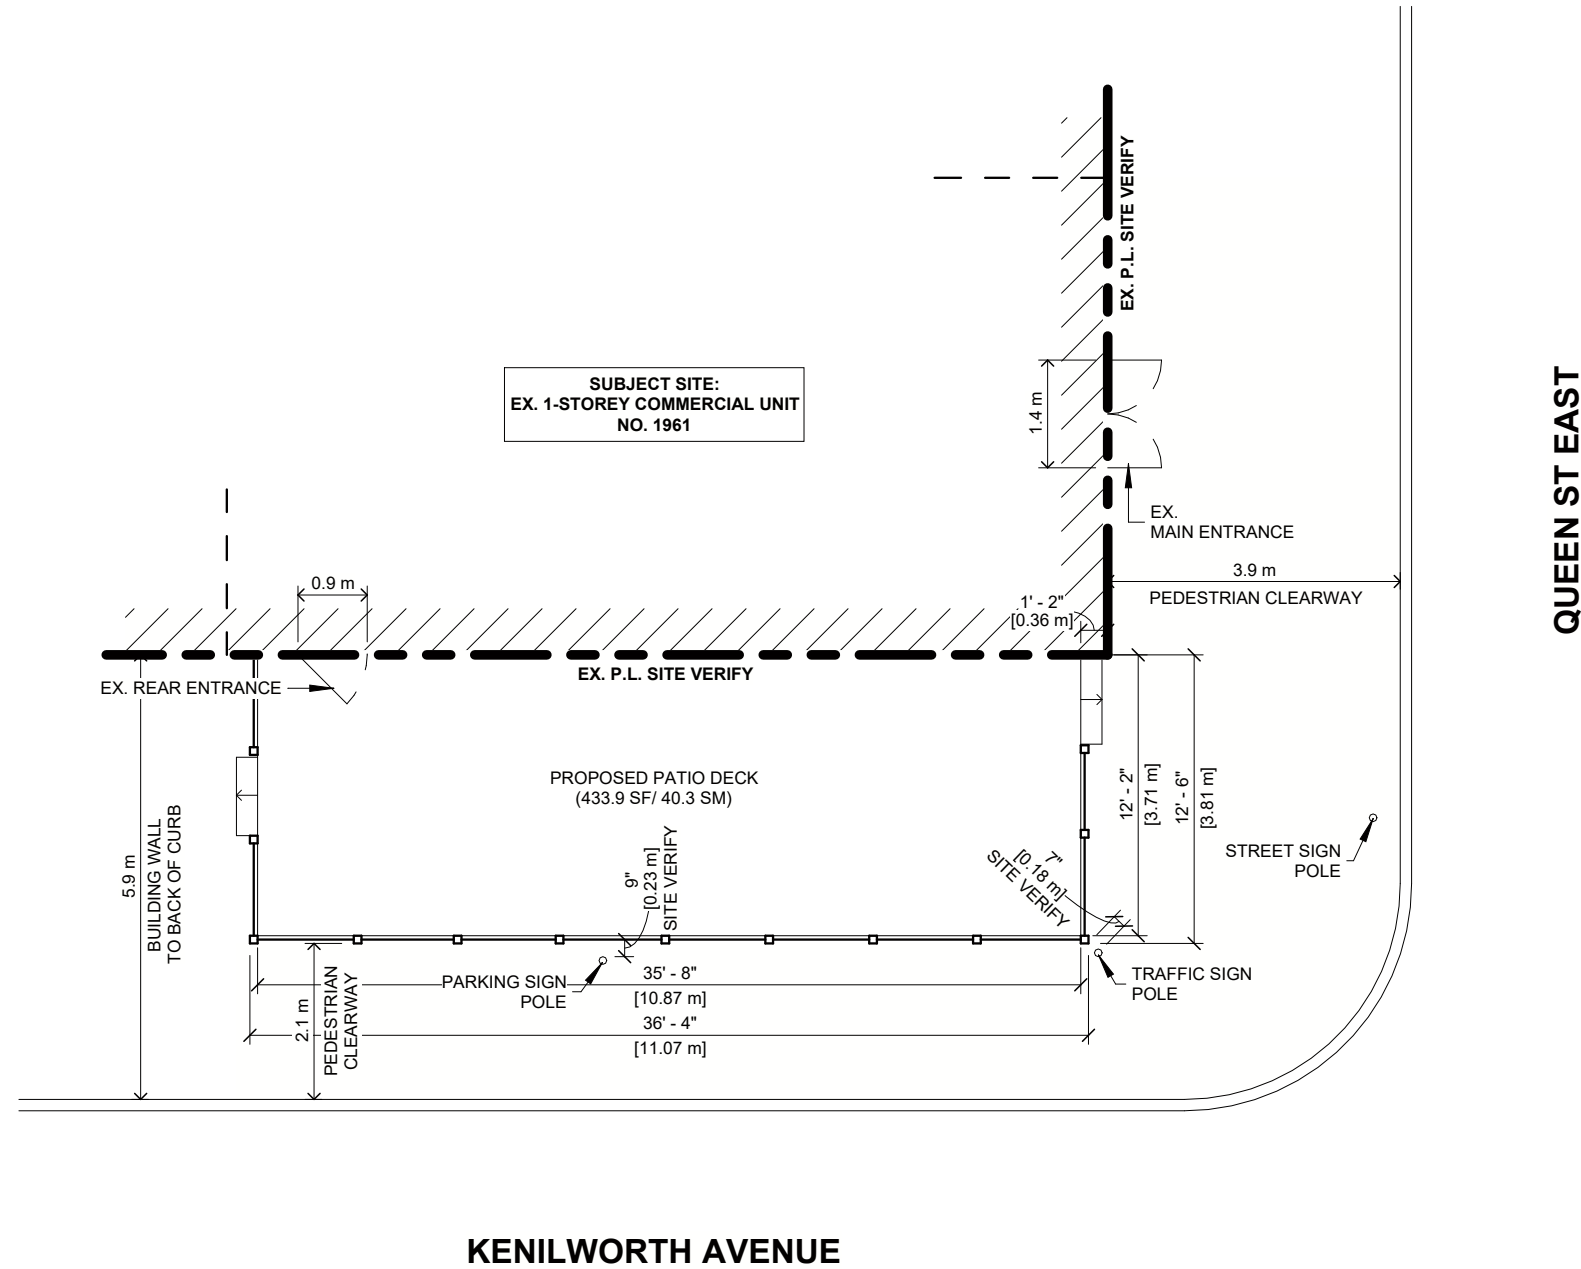 EX. P.L. SITE VERIFY
SUBJECT SITE:
EX. 1-STOREY COMMERCIAL UNIT
NO. 1961
1.4 m
QUEEN ST EAST
EX.
MAIN ENTRANCE
3.9 m
PEDESTRIAN CLEARWAY
0.9 m
1' - 2"
[0.36 m]
EX. P.L. SITE VERIFY
EX. REAR ENTRANCE
PROPOSED PATIO DECK
(433.9 SF/ 40.3 SM)
12' - 2"
[3.71 m]
12' - 6"
[3.81 m]
5.9 m
BUILDING WALL
TO BACK OF CURB
9"
[0.23 m]
SITE VERIFY
7"
[0.18 m]
SITE VERIFY
STREET SIGN
POLE
PARKING SIGN
POLE
35' - 8"
[10.87 m]
TRAFFIC SIGN
POLE
2.1 m
PEDESTRIAN
CLEARWAY
36' - 4"
[11.07 m]
KENILWORTH AVENUE